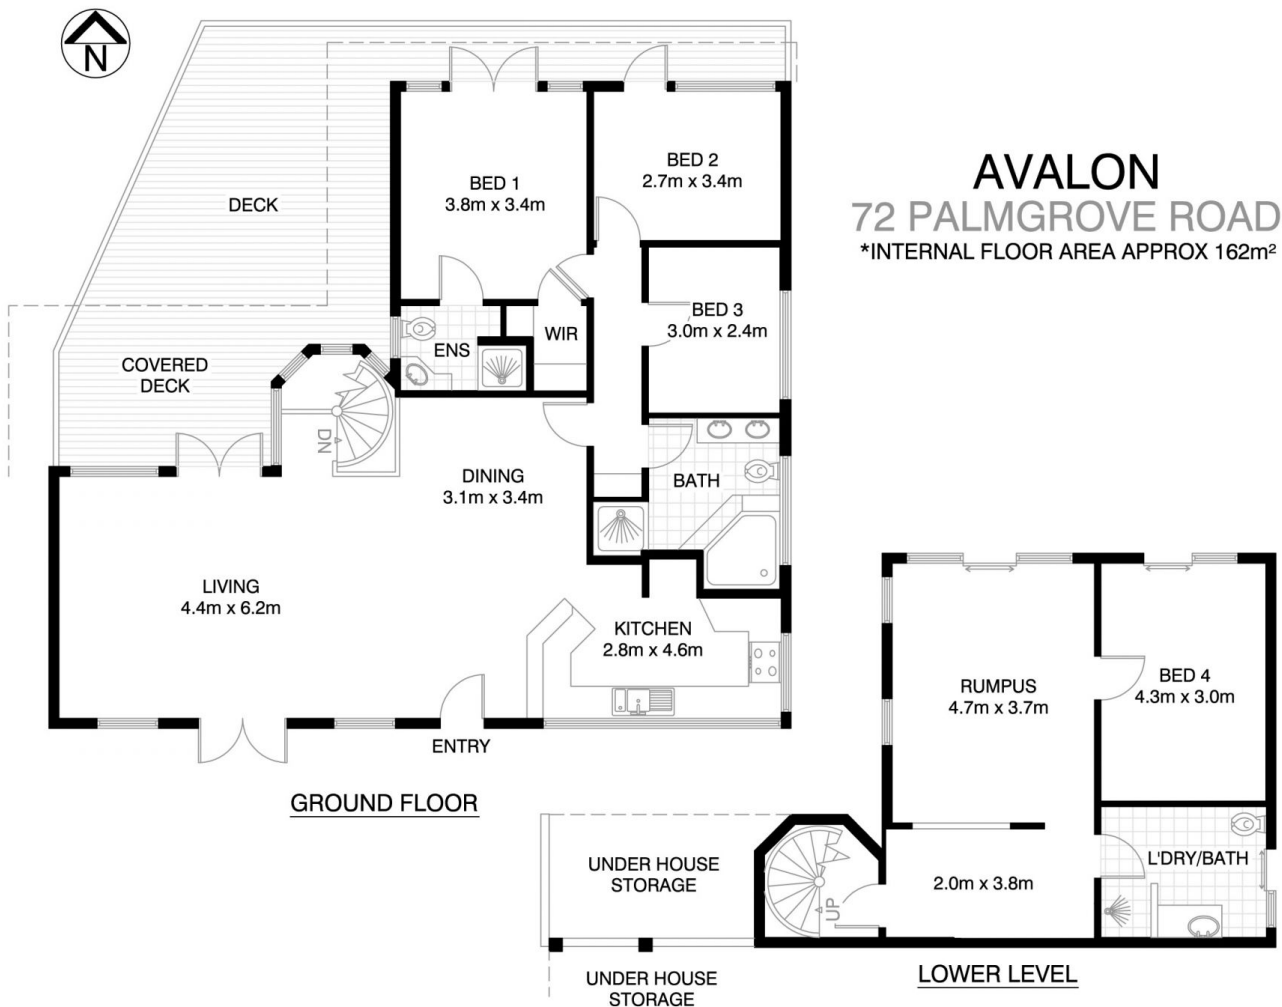 N
AVALON
72 PALMGROVE ROAD
*INTERNAL FLOOR AREA APPROX 162m²
DECK
BED 1
3.8m x 3.4m
BED 2
2.7m x 3.4m
BED 3
3.0m x 2.4m
ENS
WIR
COVERED
DECK
DN
DINING
3.1m x 3.4m
BATH
LIVING
4.4m x 6.2m
KITCHEN
2.8m x 4.6m
ENTRY
GROUND FLOOR
RUMPUS
4.7m x 3.7m
BED 4
4.3m x 3.0m
UNDER HOUSE
STORAGE
UP
2.0m x 3.8m
L'DRY/BATH
UNDER HOUSE
STORAGE
LOWER LEVEL